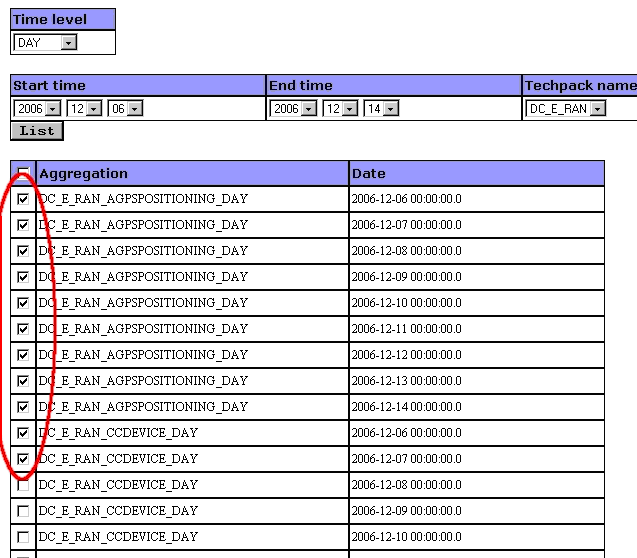 Time level
DAY
Start time End time Techpack name
2006 12 06 2006 12 14 DC_E_RAN
List
Aggregation Date
DC_E_RAN_AGPSPOSITIONING_DAY 2006-12-06 00:00:00.0
DC_E_RAN_AGPSPOSITIONING_DAY 2006-12-07 00:00:00.0
DC_E_RAN_AGPSPOSITIONING_DAY 2006-12-08 00:00:00.0
DC_E_RAN_AGPSPOSITIONING_DAY 2006-12-09 00:00:00.0
DC_E_RAN_AGPSPOSITIONING_DAY 2006-12-10 00:00:00.0
DC_E_RAN_AGPSPOSITIONING_DAY 2006-12-11 00:00:00.0
DC_E_RAN_AGPSPOSITIONING_DAY 2006-12-12 00:00:00.0
DC_E_RAN_AGPSPOSITIONING_DAY 2006-12-13 00:00:00.0
DC_E_RAN_AGPSPOSITIONING_DAY 2006-12-14 00:00:00.0
DC_E_RAN_CCDEVICE_DAY 2006-12-06 00:00:00.0
DC_E_RAN_CCDEVICE_DAY 2006-12-07 00:00:00.0
DC_E_RAN_CCDEVICE_DAY 2006-12-08 00:00:00.0
DC_E_RAN_CCDEVICE_DAY 2006-12-09 00:00:00.0
DC_E_RAN_CCDEVICE_DAY 2006-12-10 00:00:00.0